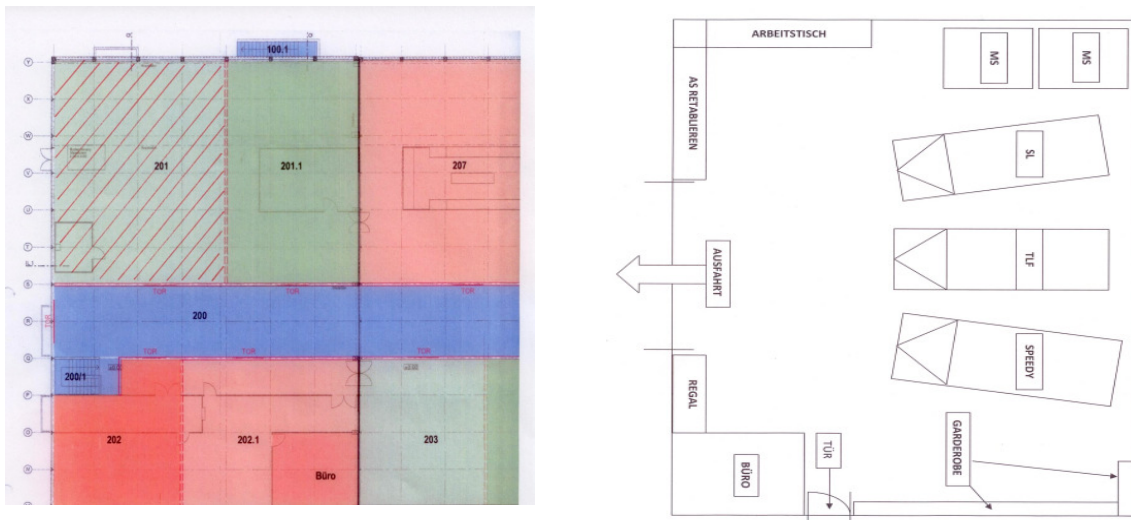 100.1
201
201.1
207
TOR
TOR
TOR
200
TOR
TOR
TOR
TOR
200/1
202
202.1
203
Büro
ARBEITSTISCH
MS
MS
AS RETABLIEREN
SL
AUSFAHRT
TLF
SPEEDY
REGAL
GARDEROBE
TÜR
BÜRO